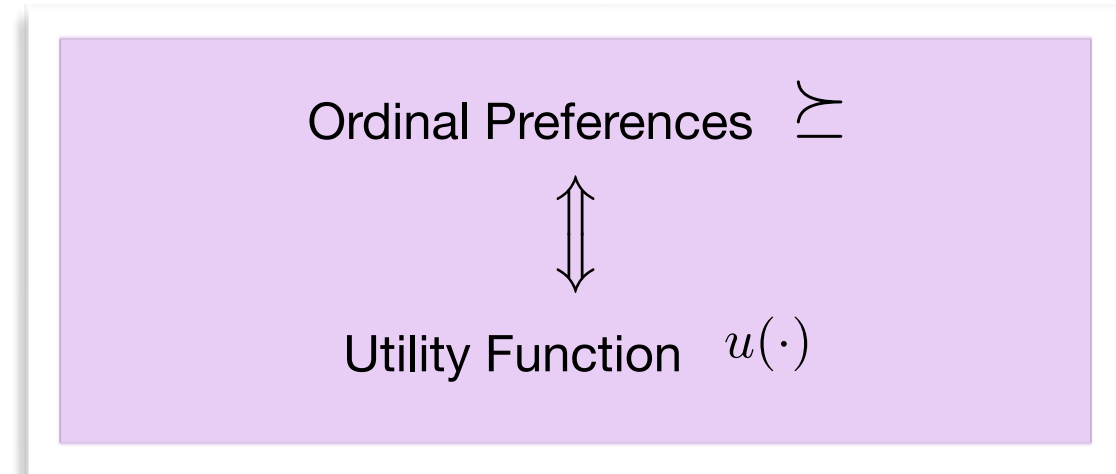 Ordinal Preferences ⪰
⇕
Utility Function u(·)